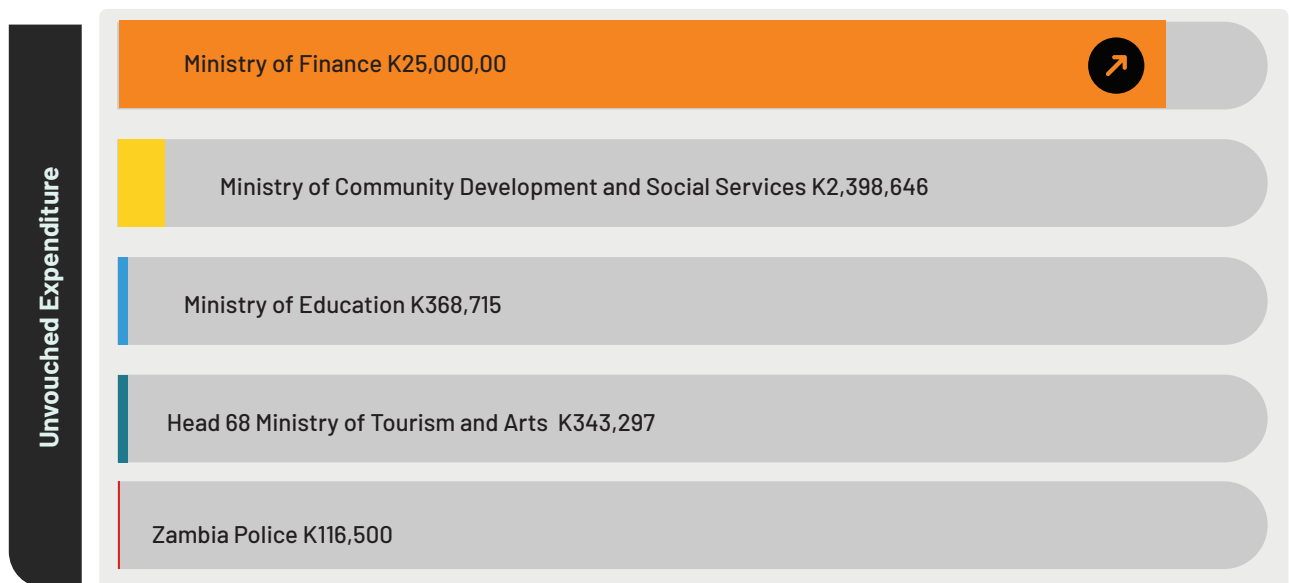 Unvouched Expenditure
Ministry of Finance K25,000,00
Ministry of Community Development and Social Services K2,398,646
Ministry of Education K368,715
Head 68 Ministry of Tourism and Arts  K343,297
Zambia Police K116,500